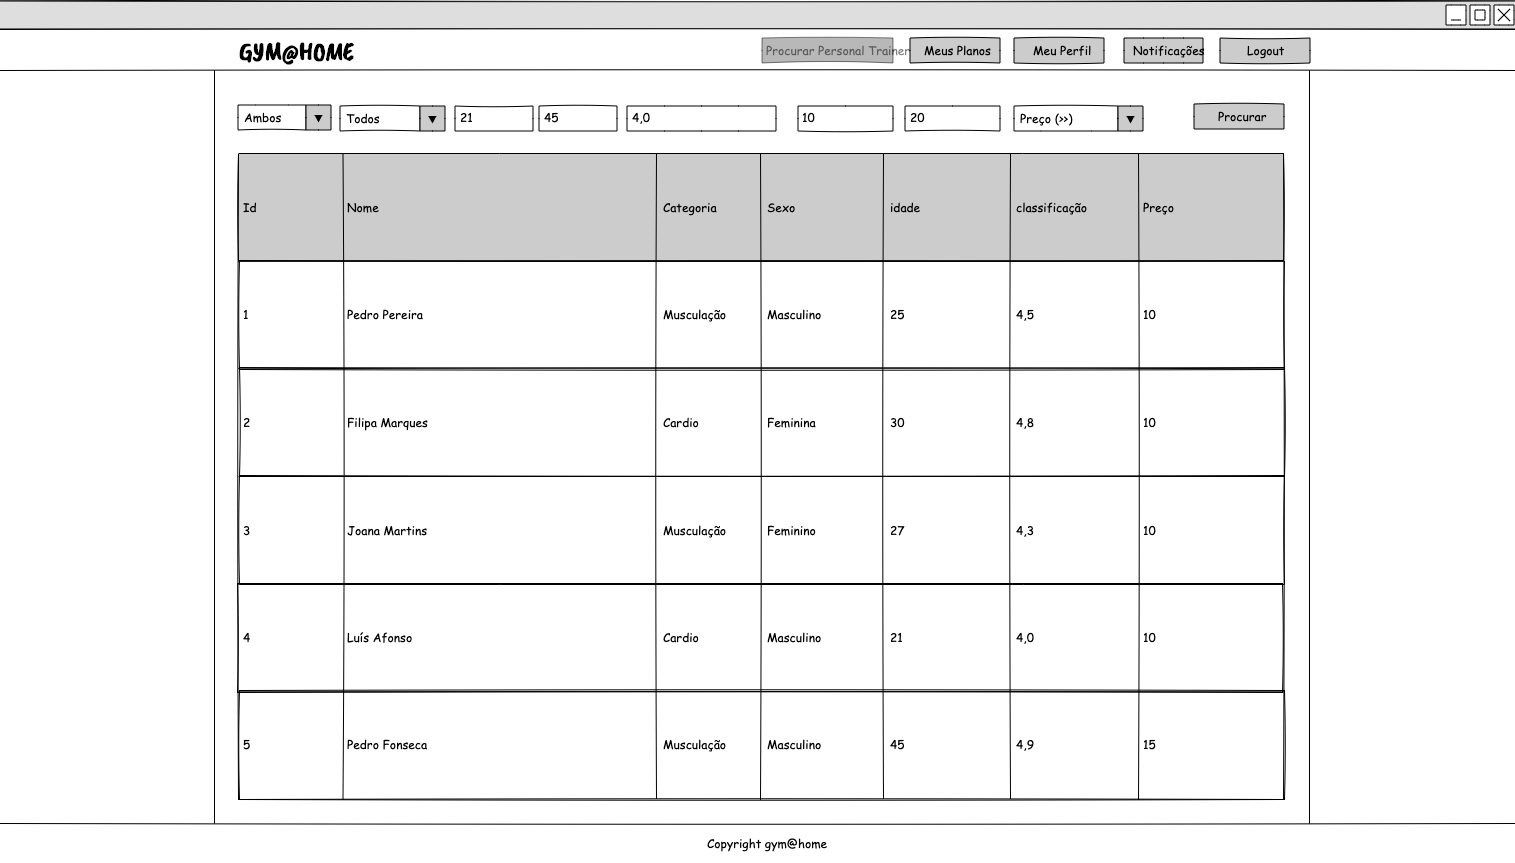 GYM@HOME Procurar Personal Trainer Meus Planos Meu Perfil Notificações Logout
Ambos Todos 21 45 4,0 10 20 Preço (>>) Procurar
Id Nome Categoria Sexo idade classificação Preço
1 Pedro Pereira Musculação Masculino 25 4,5 10
2 Filipa Marques Cardio Feminina 30 4,8 10
3 Joana Martins Musculação Feminino 27 4,3 10
4 Luís Afonso Cardio Masculino 21 4,0 10
5 Pedro Fonseca Musculação Masculino 45 4,9 15
Copyright gym@home